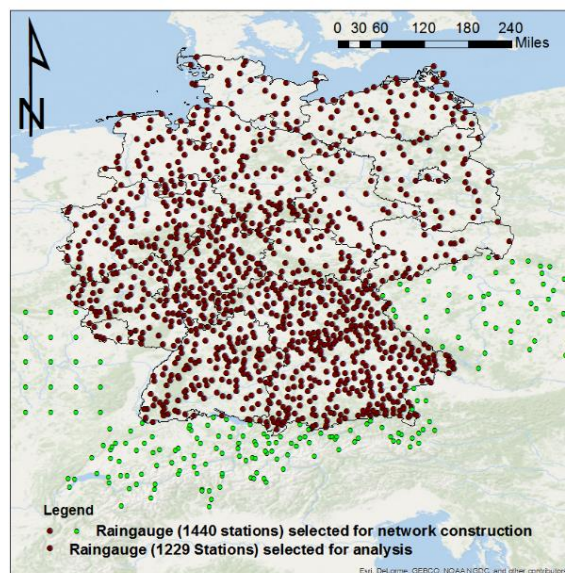 0 30 60 120 180 240
Miles
N
Legend
Raingauge (1440 stations) selected for network construction
Raingauge (1229 Stations) selected for analysis
Esri, DeLorme, GEBCO, NOAA NGDC, and other contributors